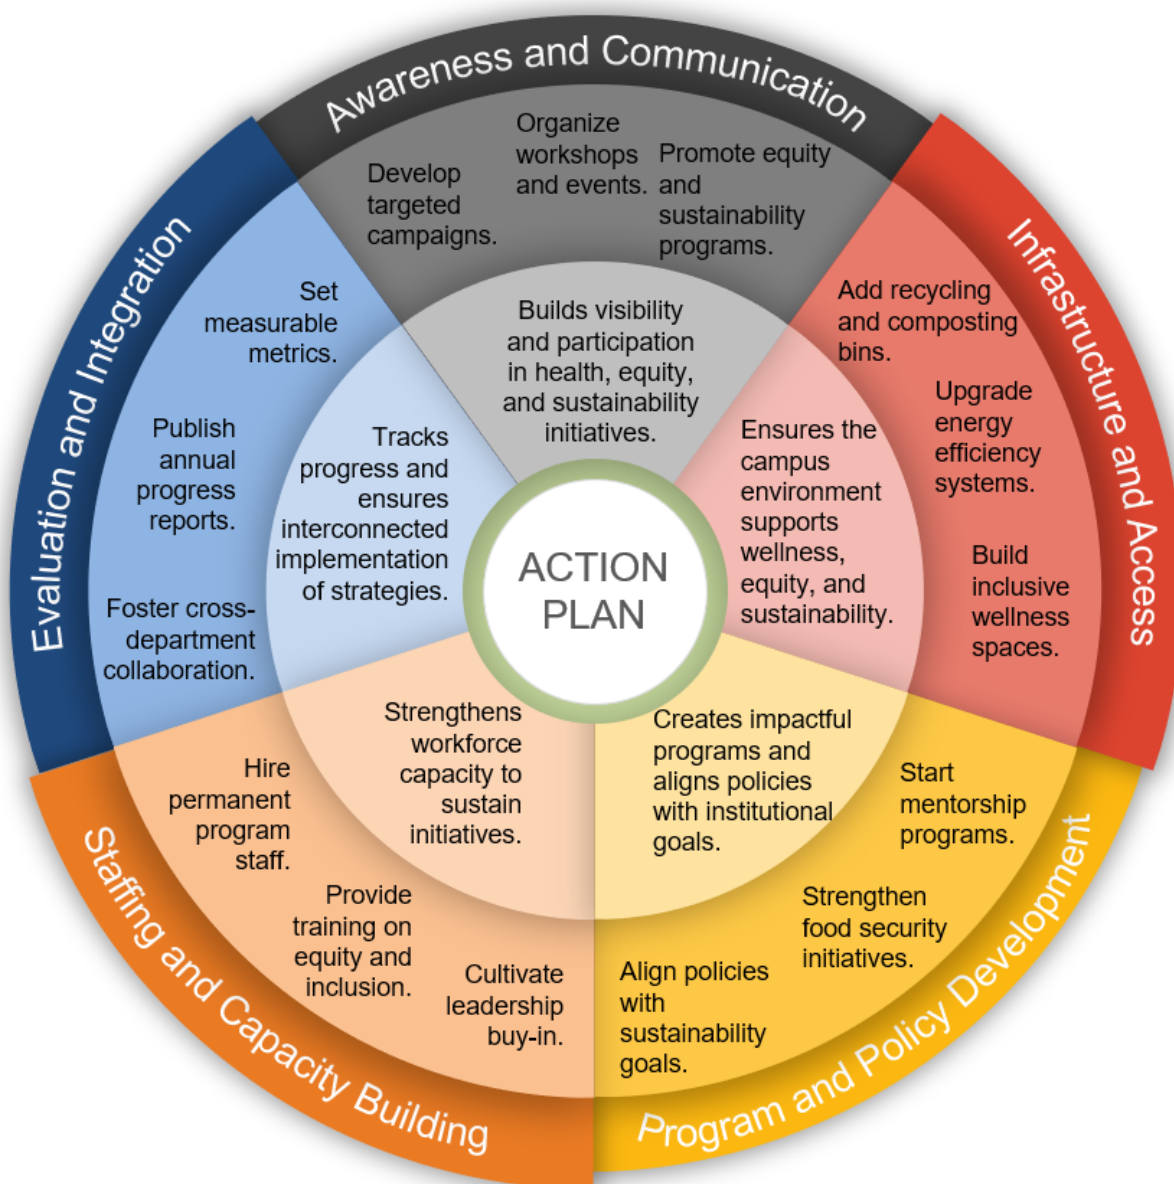 Awareness and Communication
Develop
targeted
campaigns.
Organize
workshops
and events.
Promote equity
and
sustainability
programs.
Builds visibility
and participation
in health, equity,
and sustainability
initiatives.
Infrastructure and Access
Add recycling
and composting
bins.
Upgrade
energy
efficiency
systems.
Build
inclusive
wellness
spaces.
Ensures the
campus
environment
supports
wellness,
equity, and
sustainability.
Program and Policy Development
Start
mentorship
programs.
Strengthen
food security
initiatives.
Align policies
with
sustainability
goals.
Creates impactful
programs and
aligns policies
with institutional
goals.
Staffing and Capacity Building
Hire
permanent
program
staff.
Provide
training on
equity and
inclusion.
Cultivate
leadership
buy-in.
Strengthens
workforce
capacity to
sustain
initiatives.
Evaluation and Integration
Set
measurable
metrics.
Publish
annual
progress
reports.
Foster cross-
department
collaboration.
Tracks
progress and
ensures
interconnected
implementation
of strategies.
ACTION
PLAN